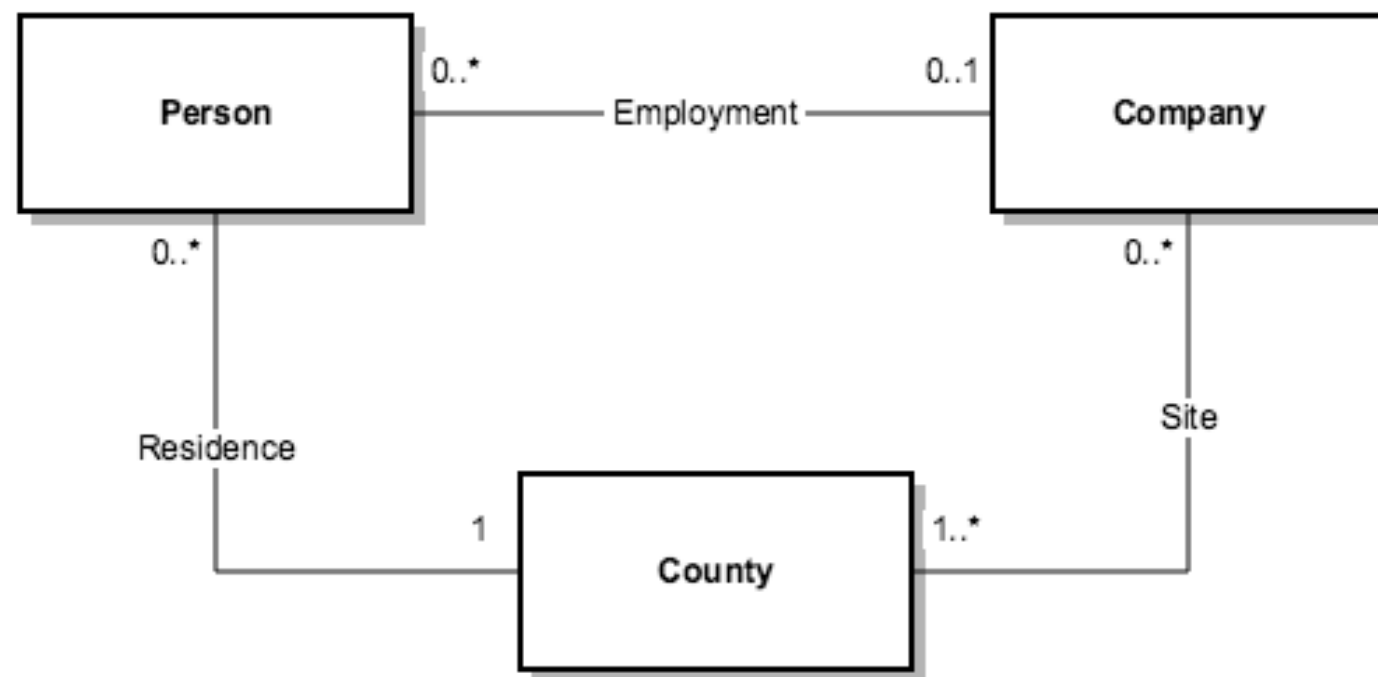 0..*
0..1
Person
Employment
Company
0..*
0..*
Site
Residence
1
1..*
County